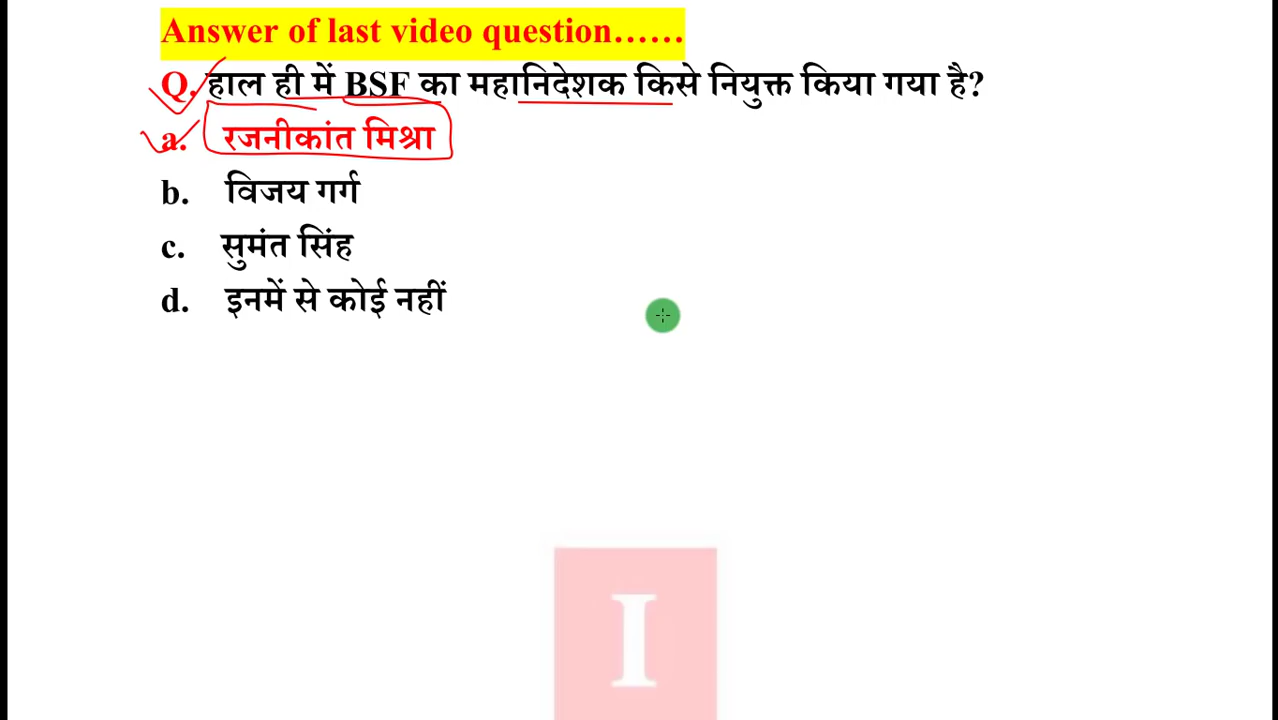 Answer of last video question……
Q. हाल ही में BSF का महानिदेशक किसे नियुक्त किया गया है?
a. रजनीकांत मिश्रा
b. विजय गर्ग
c. सुमंत सिंह
d. इनमें से कोई नहीं
I